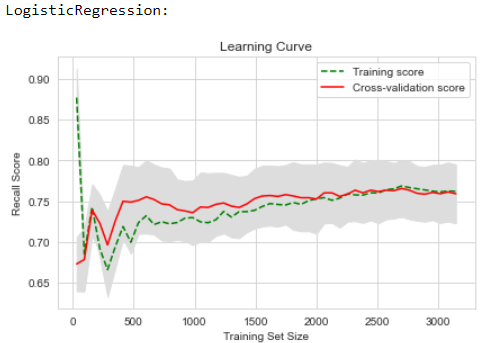 LogisticRegression:
Learning Curve
Training score
Cross-validation score
0.90
0.85
0.80
0.75
0.70
0.65
Recall Score
0
500
1000
1500
2000
2500
3000
Training Set Size